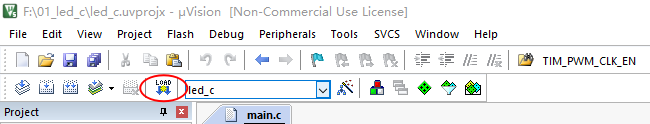 F:\01_led_c\led_c.uvprojx - µVision [Non-Commercial Use License]
File Edit View Project Flash Debug Peripherals Tools SVCS Window Help
TIM_PWM_CLK_EN
LOAD
led_c
Project
main.c